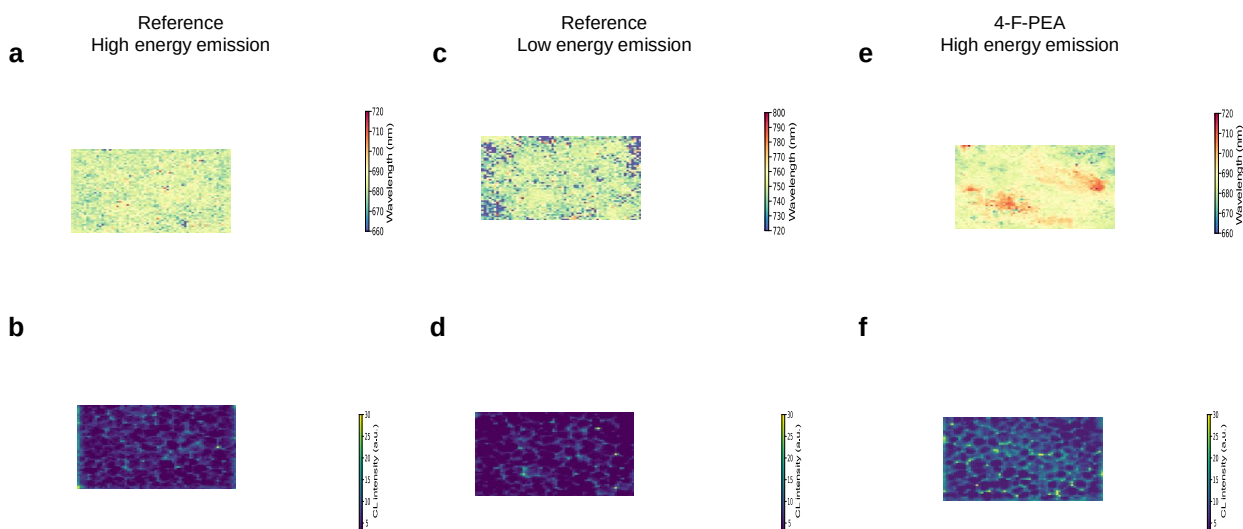 Reference
High energy emission
Reference
Low energy emission
4-F-PEA
High energy emission
a
c
e
720
710
700
690
680
670
660
Wavelength (nm)
800
790
780
770
760
750
740
730
720
Wavelength (nm)
720
710
700
690
680
670
660
Wavelength (nm)
b
d
f
30
25
20
15
10
5
CL intensity (a.u.)
30
25
20
15
10
5
CL intensity (a.u.)
30
25
20
15
10
5
CL intensity (a.u.)